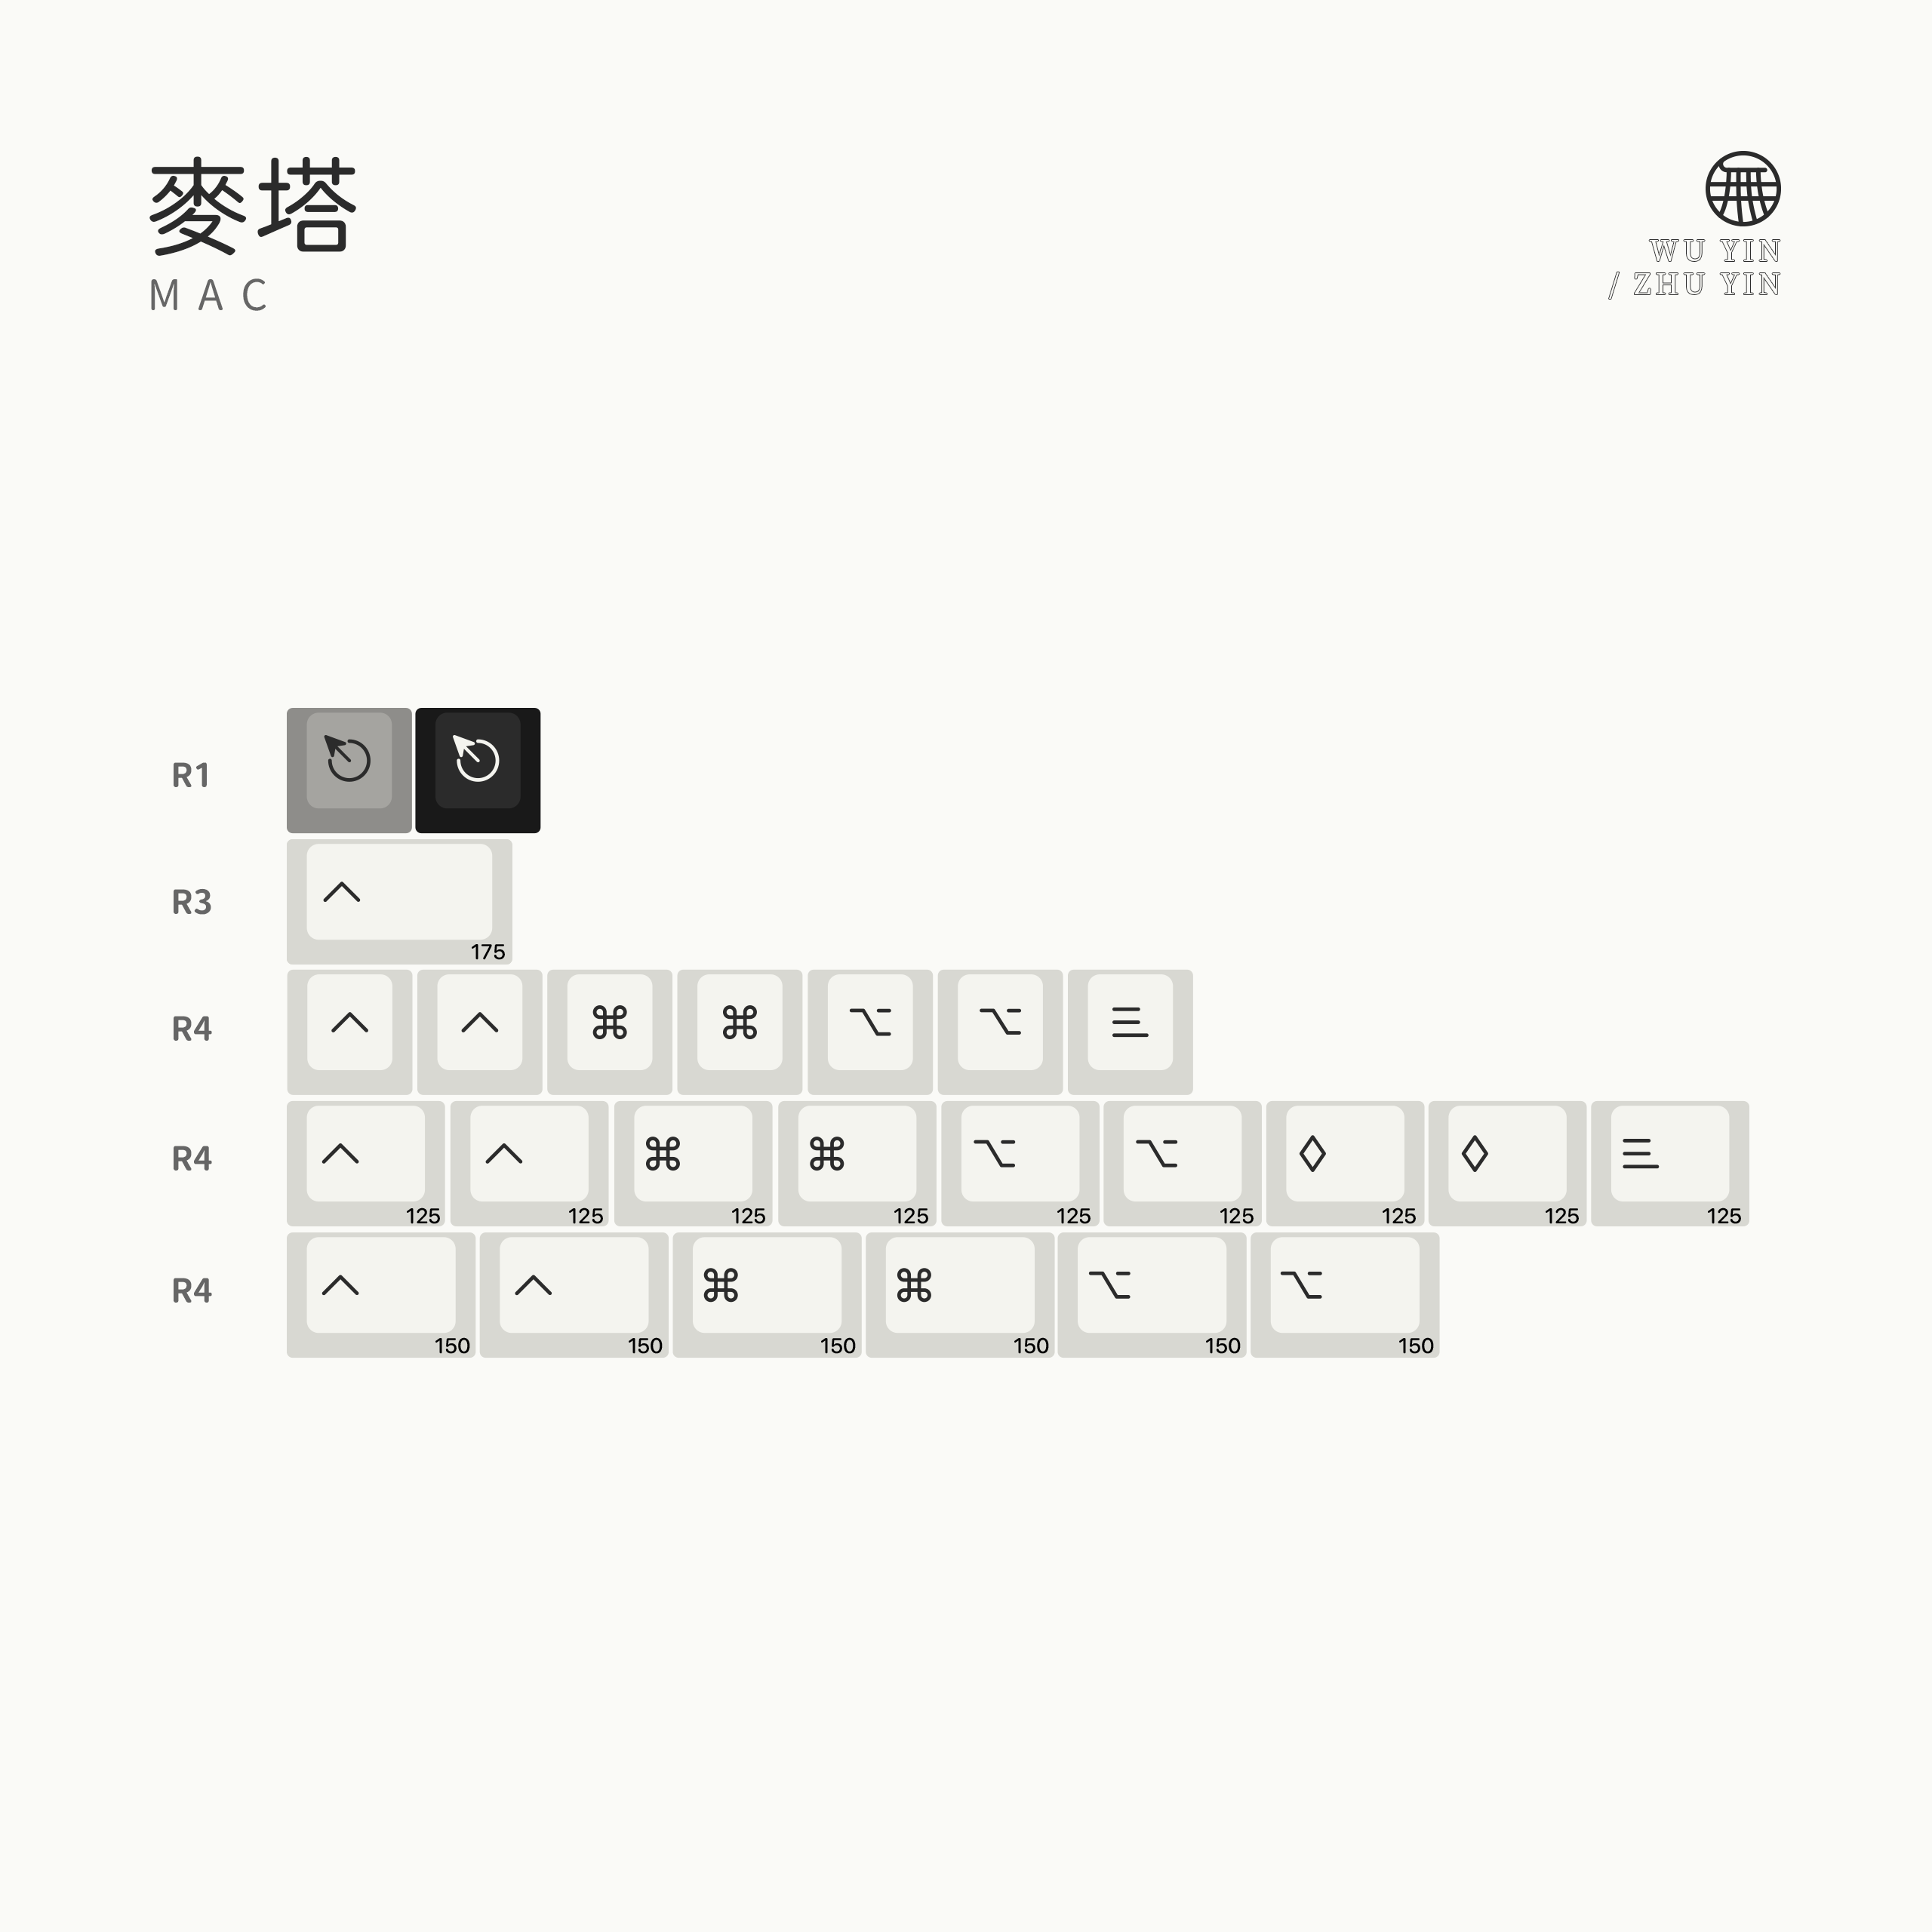 麥塔
MAC
WU YIN
/ ZHU YIN
R1
R3
175
R4
⌘ ⌘ ⌥ ⌥
R4
⌘ ⌘ ⌥ ⌥ ◊ ◊
125 125 125 125 125 125 125 125 125
R4
⌘ ⌘ ⌥ ⌥
150 150 150 150 150 150